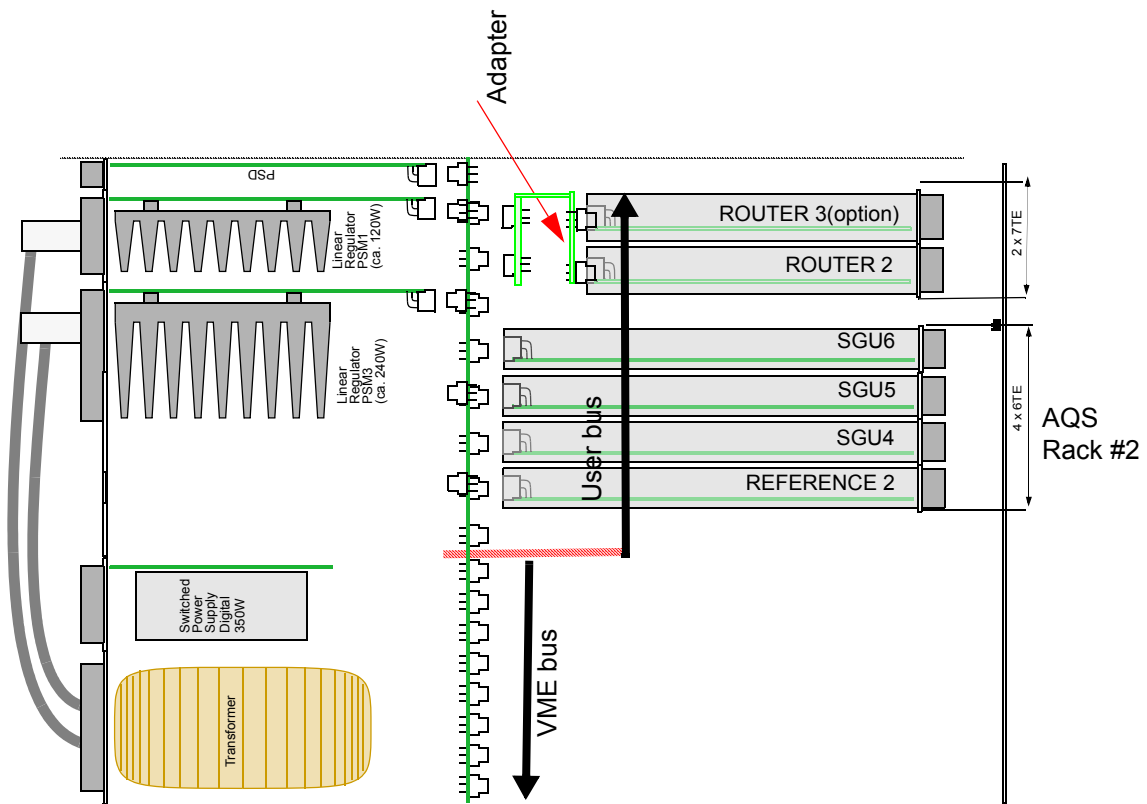 Adapter
PSD
ROUTER 3(option)
2 x 7TE
Linear
Regulator
PSM1
(ca. 120W)
ROUTER 2
Linear
Regulator
PSM3
(ca. 240W)
SGU6
SGU5
4 x 6TE
AQS
Rack #2
SGU4
User bus
REFERENCE 2
Switched
Power
Supply
Digital
350W
VME bus
Transformer